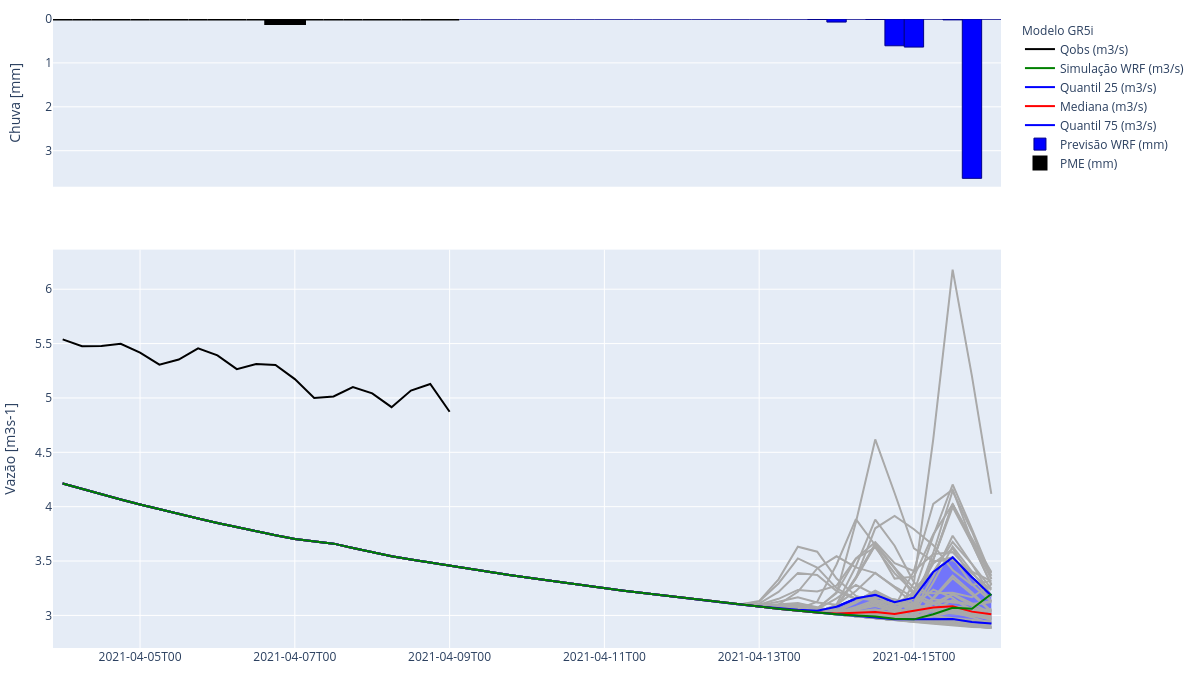 0
1
2
3
Chuva [mm]
Modelo GR5i
Qobs (m3/s)
Simulação WRF (m3/s)
Quantil 25 (m3/s)
Mediana (m3/s)
Quantil 75 (m3/s)
Previsão WRF (mm)
PME (mm)
6
5.5
5
4.5
4
3.5
3
Vazão [m3s-1]
2021-04-05T00
2021-04-07T00
2021-04-09T00
2021-04-11T00
2021-04-13T00
2021-04-15T00